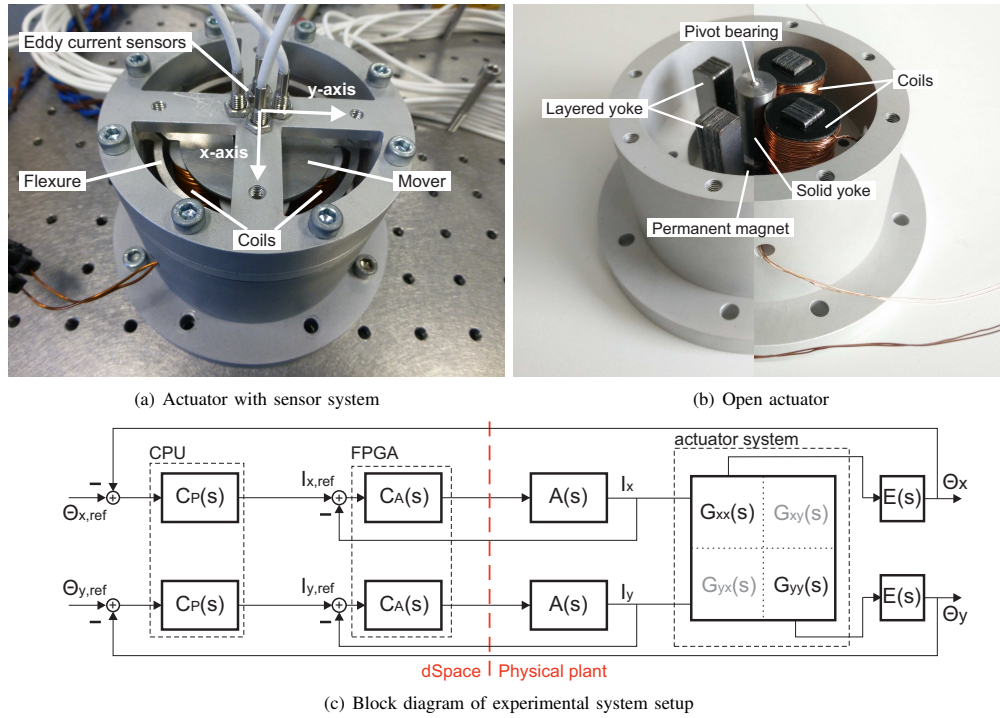 Eddy current sensors
y-axis
x-axis
Flexure
Mover
Coils
(a) Actuator with sensor system
Pivot bearing
Coils
Layered yoke
Solid yoke
Permanent magnet
(b) Open actuator
CPU
FPGA
actuator system
Θx,ref
CP(s)
Ix,ref
CA(s)
A(s)
Ix
Gxx(s)
Gxy(s)
E(s)
Θx
Θy,ref
CP(s)
Iy,ref
CA(s)
A(s)
Iy
Gyx(s)
Gyy(s)
E(s)
Θy
dSpace | Physical plant
(c) Block diagram of experimental system setup